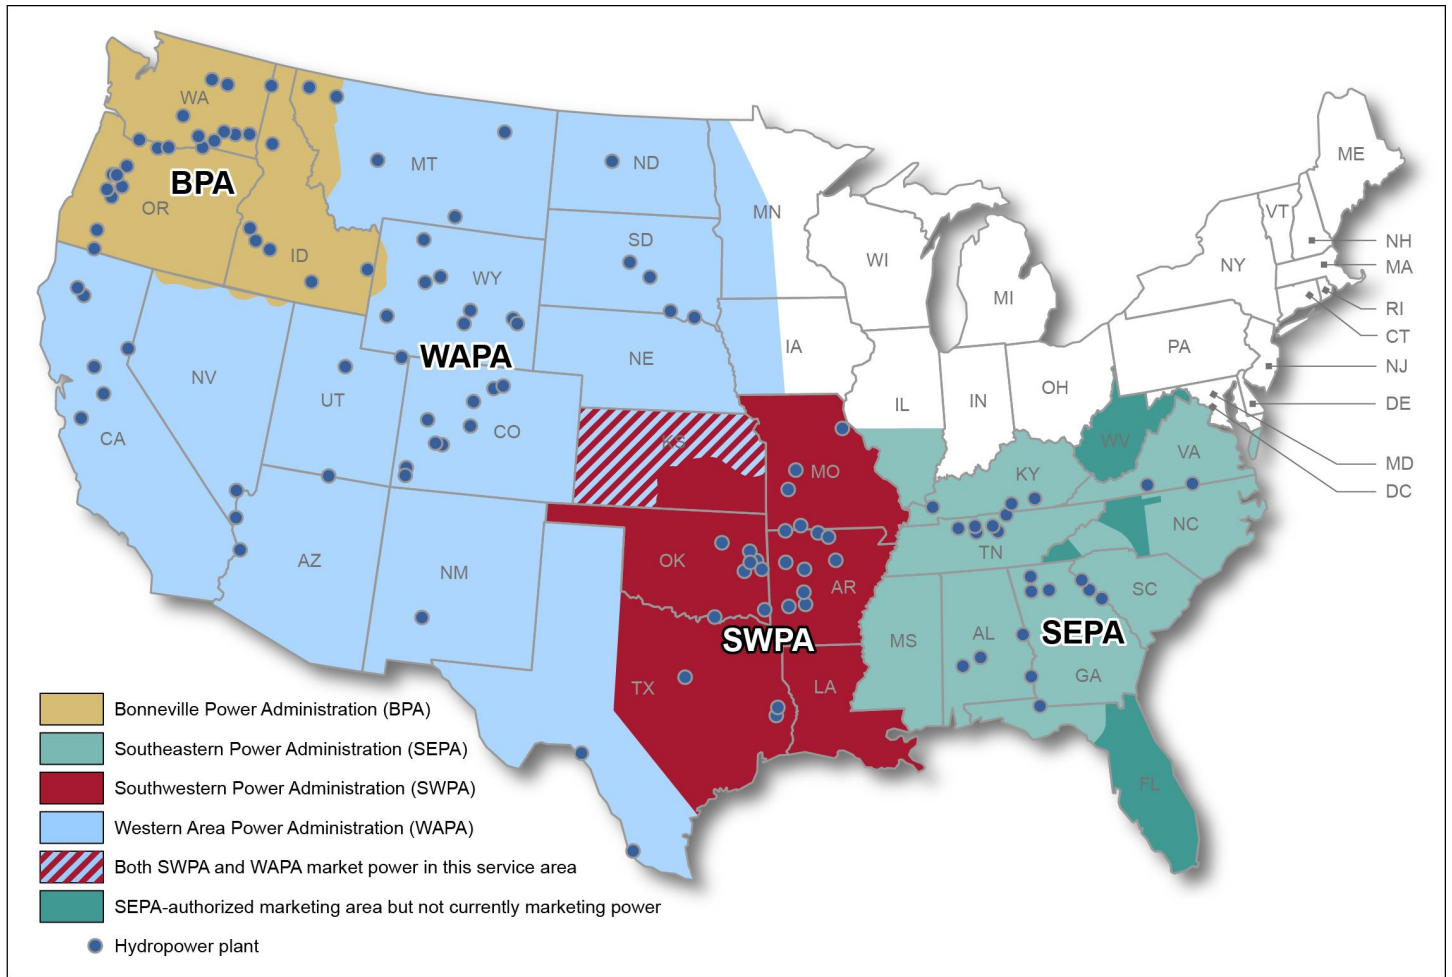 WA
MT
ND
MN
ME
BPA
OR
ID
SD
WI
VT
NH
MA
NY
WY
MI
RI
CT
WAPA
NE
IA
PA
NJ
NV
UT
IL
IN
OH
DE
CA
CO
KS
MO
KY
WV
VA
MD
DC
AZ
NM
OK
AR
TN
NC
SC
SWPA
MS
AL
SEPA
GA
TX
LA
FL
Bonneville Power Administration (BPA)
Southeastern Power Administration (SEPA)
Southwestern Power Administration (SWPA)
Western Area Power Administration (WAPA)
Both SWPA and WAPA market power in this service area
SEPA-authorized marketing area but not currently marketing power
Hydropower plant